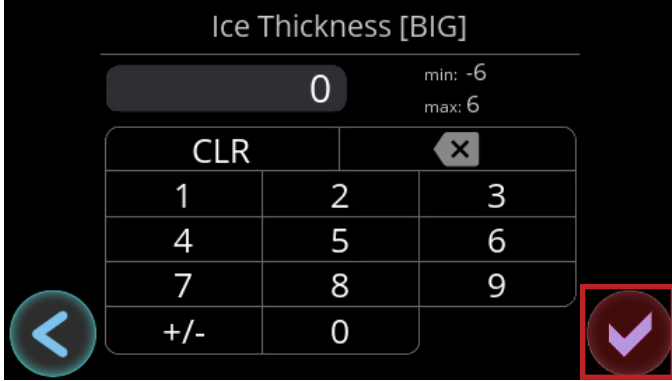 Ice Thickness [BIG]
0
min: -6
max: 6
CLR
1 2 3
4 5 6
7 8 9
+/- 0